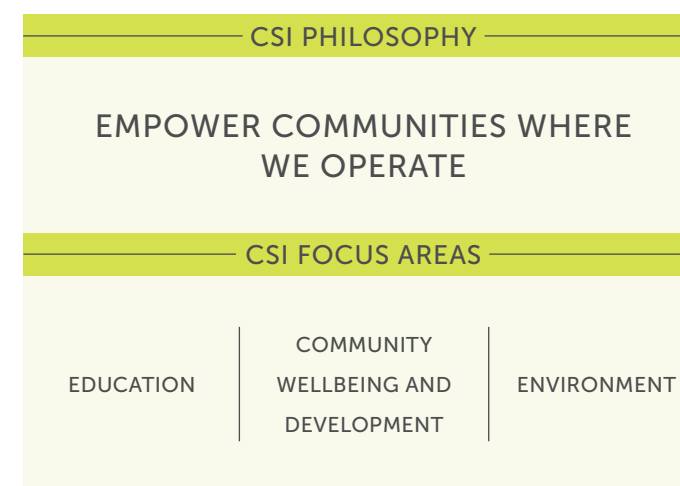 CSI PHILOSOPHY
EMPOWER COMMUNITIES WHERE
WE OPERATE
CSI FOCUS AREAS
EDUCATION
COMMUNITY
WELLBEING AND
DEVELOPMENT
ENVIRONMENT